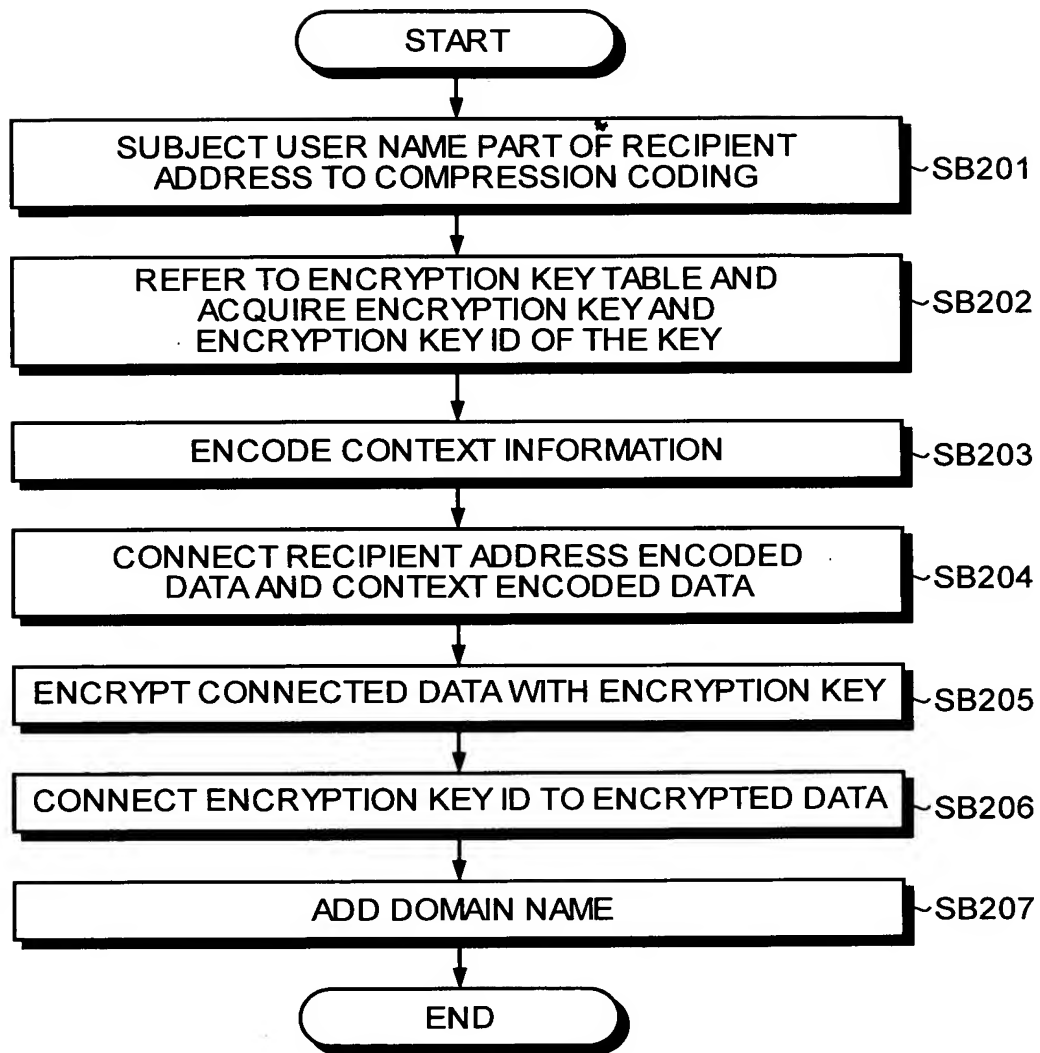 START
SUBJECT USER NAME PART OF RECIPIENT
ADDRESS TO COMPRESSION CODING
SB201
REFER TO ENCRYPTION KEY TABLE AND
ACQUIRE ENCRYPTION KEY AND
ENCRYPTION KEY ID OF THE KEY
SB202
ENCODE CONTEXT INFORMATION
SB203
CONNECT RECIPIENT ADDRESS ENCODED
DATA AND CONTEXT ENCODED DATA
SB204
ENCRYPT CONNECTED DATA WITH ENCRYPTION KEY
SB205
CONNECT ENCRYPTION KEY ID TO ENCRYPTED DATA
SB206
ADD DOMAIN NAME
SB207
END